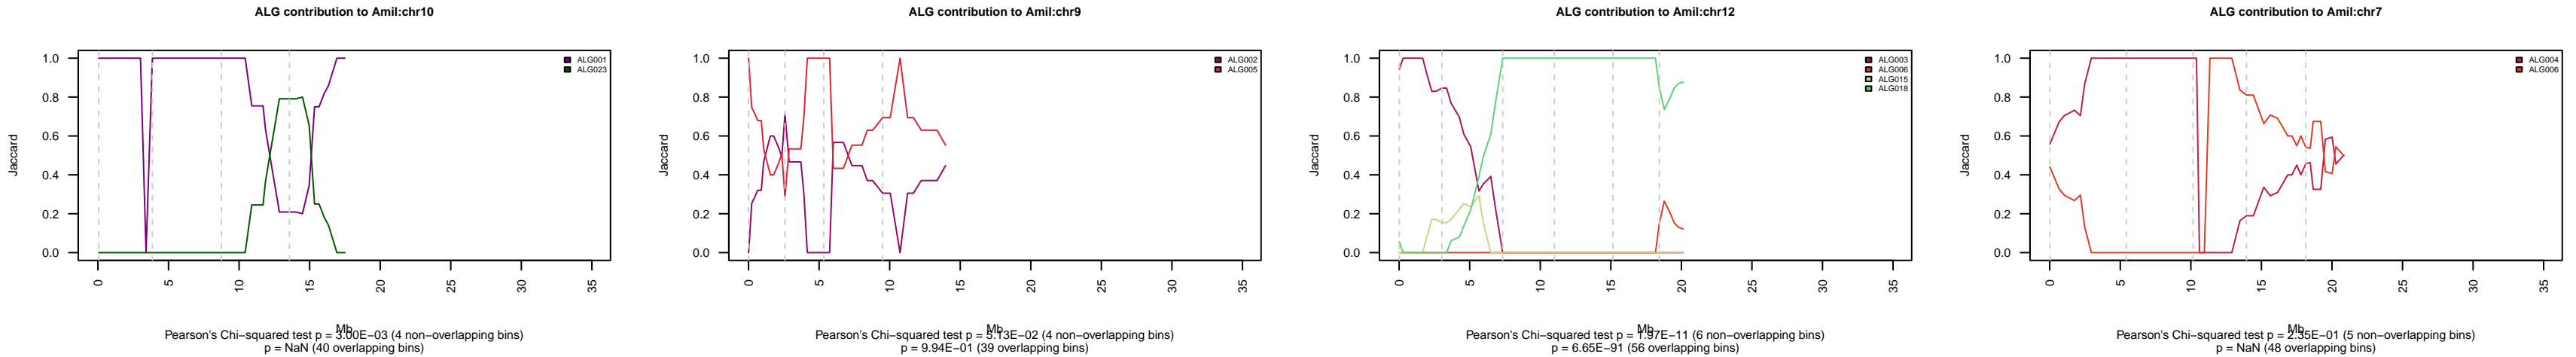 ALG contribution to Amil:chr10
1.0
0.8
0.6
0.4
0.2
0.0
Jaccard
ALG001
ALG023
0
5
10
15
20
25
30
35
Mb
Pearson's Chi−squared test p = 3.00E−03 (4 non−overlapping bins)
p = NaN (40 overlapping bins)
ALG contribution to Amil:chr9
1.0
0.8
0.6
0.4
0.2
0.0
Jaccard
ALG002
ALG005
0
5
10
15
20
25
30
35
Mb
Pearson's Chi−squared test p = 5.13E−02 (4 non−overlapping bins)
p = 9.94E−01 (39 overlapping bins)
ALG contribution to Amil:chr12
1.0
0.8
0.6
0.4
0.2
0.0
Jaccard
ALG003
ALG006
ALG015
ALG018
0
5
10
15
20
25
30
35
Mb
Pearson's Chi−squared test p = 1.97E−11 (6 non−overlapping bins)
p = 6.65E−91 (56 overlapping bins)
ALG contribution to Amil:chr7
1.0
0.8
0.6
0.4
0.2
0.0
Jaccard
ALG004
ALG006
0
5
10
15
20
25
30
35
Mb
Pearson's Chi−squared test p = 2.35E−01 (5 non−overlapping bins)
p = NaN (48 overlapping bins)